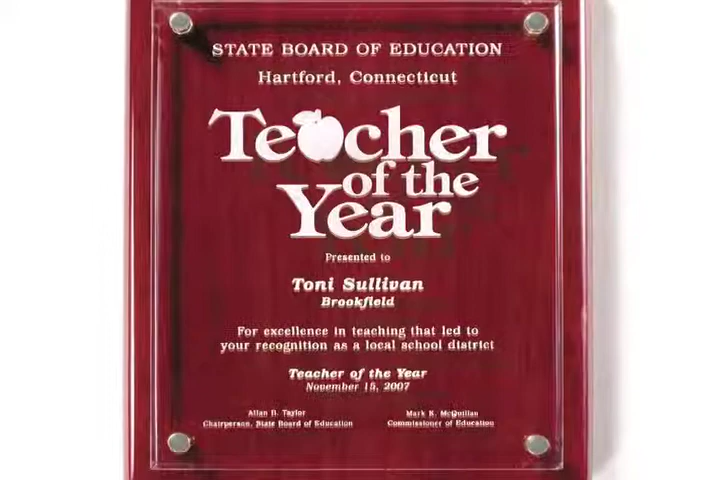 STATE BOARD OF EDUCATION
Hartford, Connecticut
Teacher
of the
Year
Presented to
Toni Sullivan
Brookfield
For excellence in teaching that led to
your recognition as a local school district
Teacher of the Year
November 15, 2007
Allan B. Taylor
Chairperson, State Board of Education
Mark K. McQuillan
Commissioner of Education